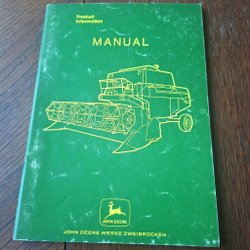 Product
Information
MANUAL
JOHN DEERE
JOHN DEERE WERKE ZWEIBRÜCKEN